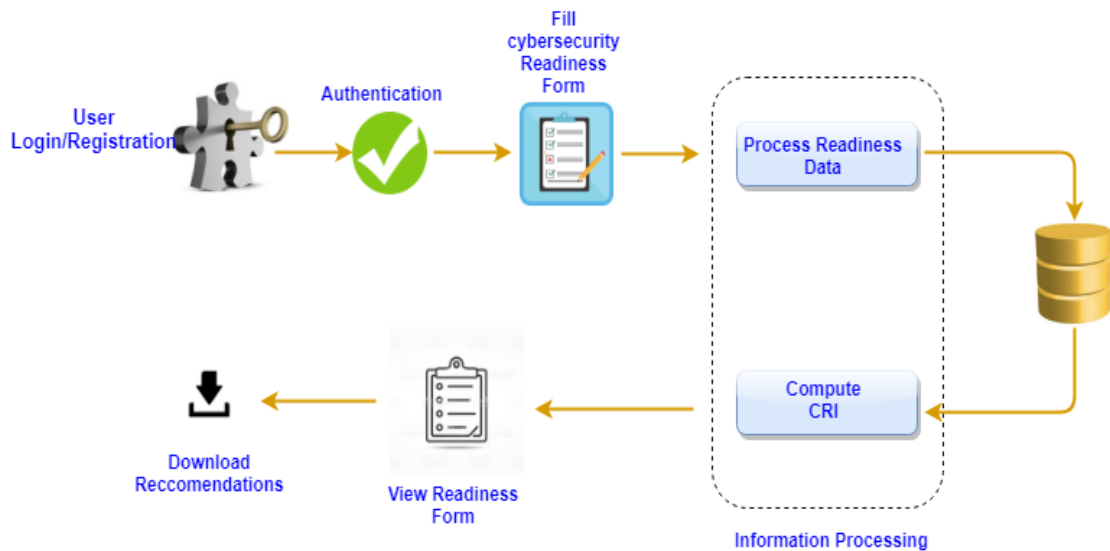 User
Login/Registration
Authentication
Fill
cybersecurity
Readiness
Form
Process Readiness
Data
Compute
CRI
Information Processing
View Readiness
Form
Download
Reccomendations